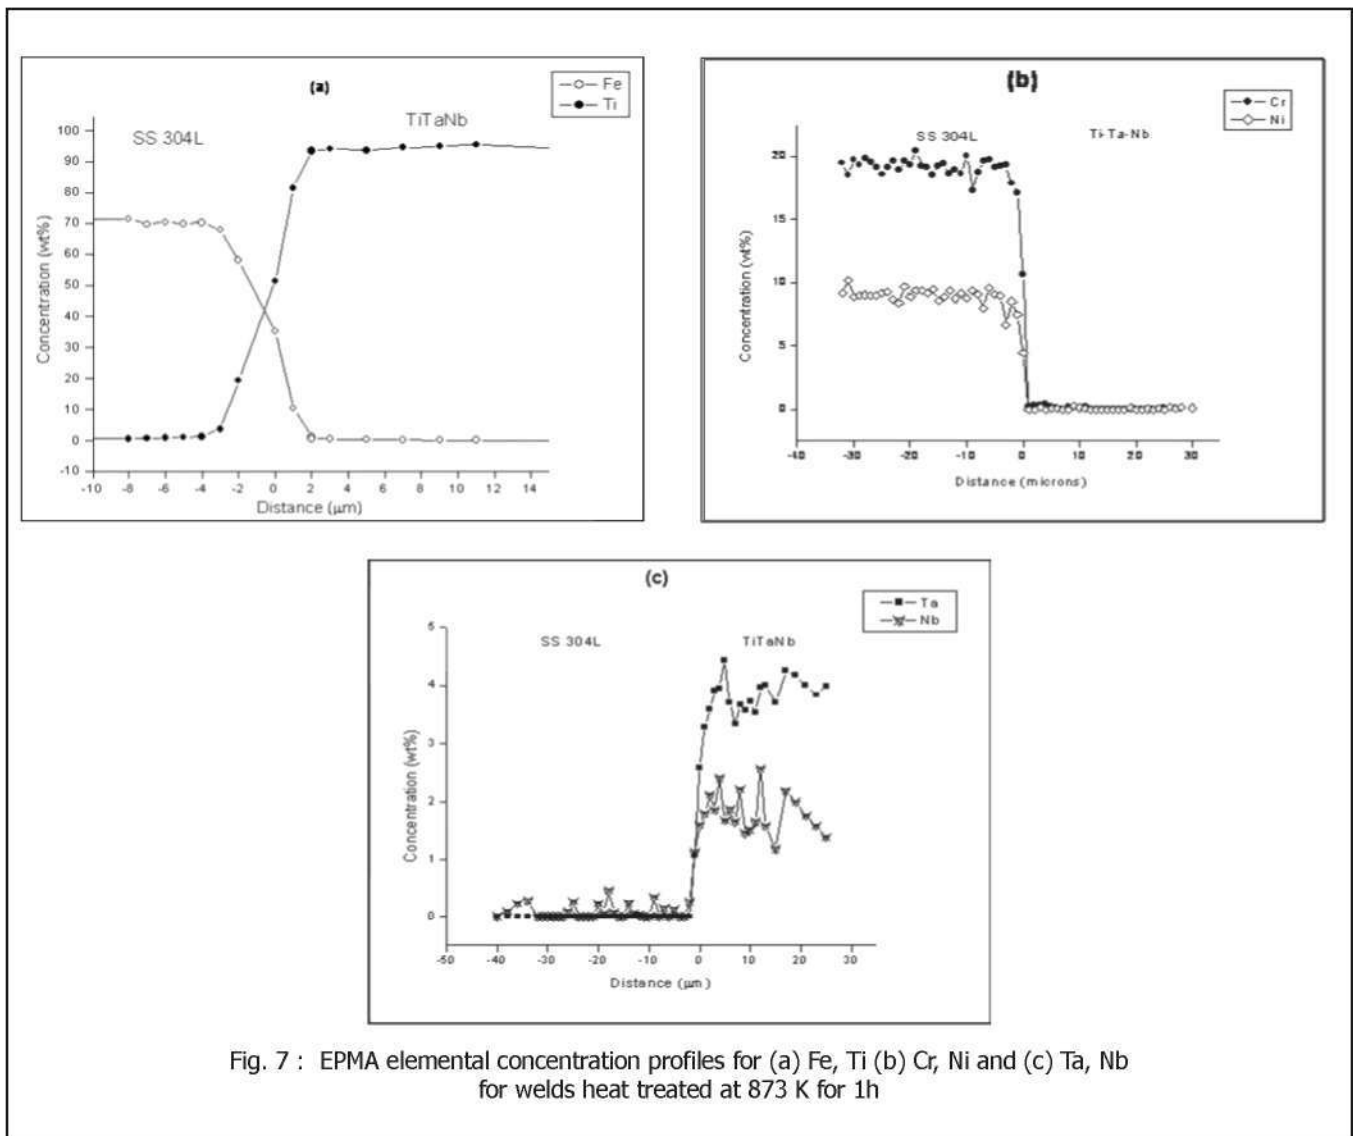 (a)
Fe
Ti
SS 304L
TiTaNb
Concentration (wt%)
100
90
80
70
60
50
40
30
20
10
0
-10
-10 -8 -6 -4 -2 0 2 4 6 8 10 12 14
Distance (μm)
(b)
Cr
Ni
SS 304L
Ti-Ta-Nb
Concentration (wt%)
20
15
10
5
0
-40 -30 -20 -10 0 10 20 30
Distance (microns)
(c)
Ta
Nb
SS 304L
TiTaNb
Concentration (wt%)
5
4
3
2
1
0
-50 -40 -30 -20 -10 0 10 20 30
Distance (μm)
Fig. 7 : EPMA elemental concentration profiles for (a) Fe, Ti (b) Cr, Ni and (c) Ta, Nb
for welds heat treated at 873 K for 1h